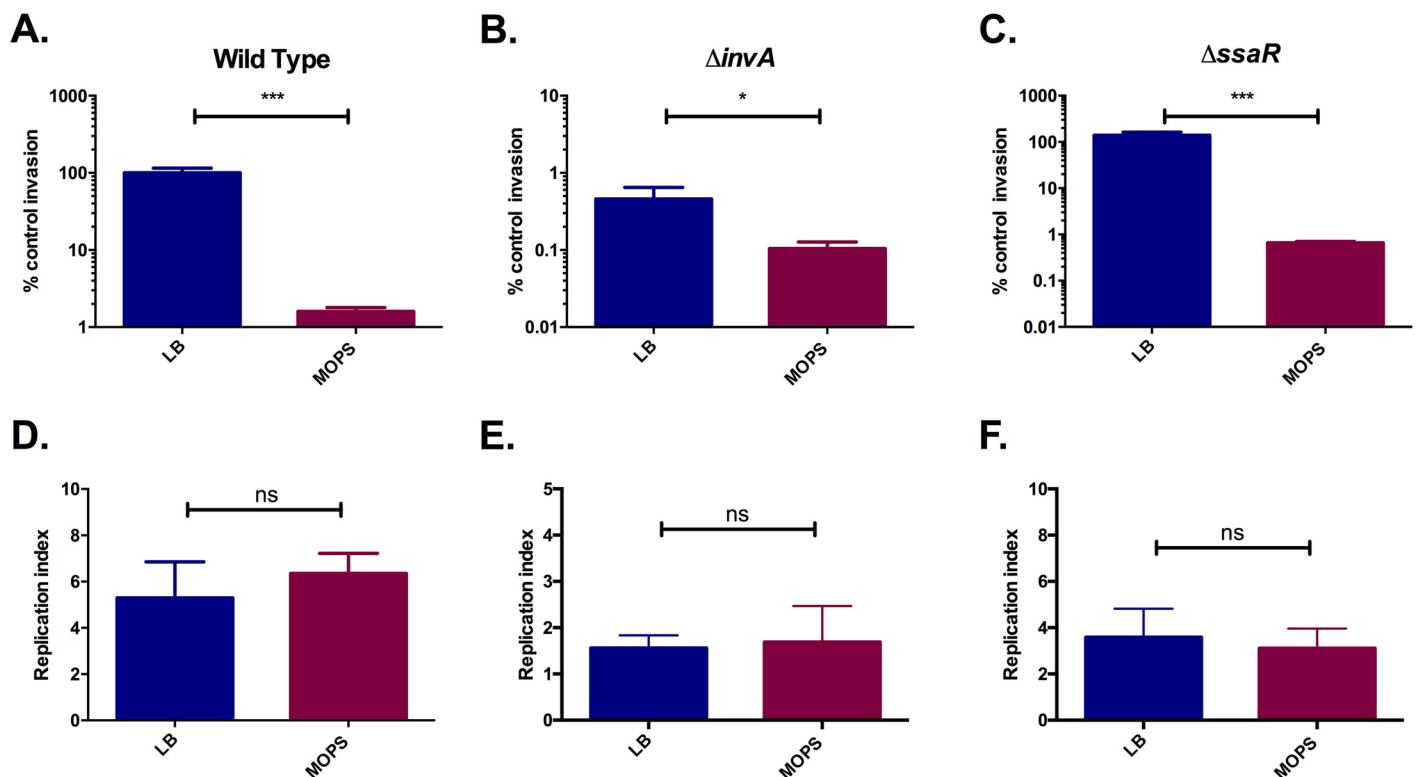 A.
Wild Type
***
% control invasion
1000
100
10
1
LB
MOPS
B.
ΔinvA
*
% control invasion
10
1
0.1
0.01
LB
MOPS
C.
ΔssaR
***
% control invasion
1000
100
10
1
0.1
0.01
LB
MOPS
D.
ns
Replication index
10
8
6
4
2
0
LB
MOPS
E.
ns
Replication index
5
4
3
2
1
0
LB
MOPS
F.
ns
Replication index
10
8
6
4
2
0
LB
MOPS